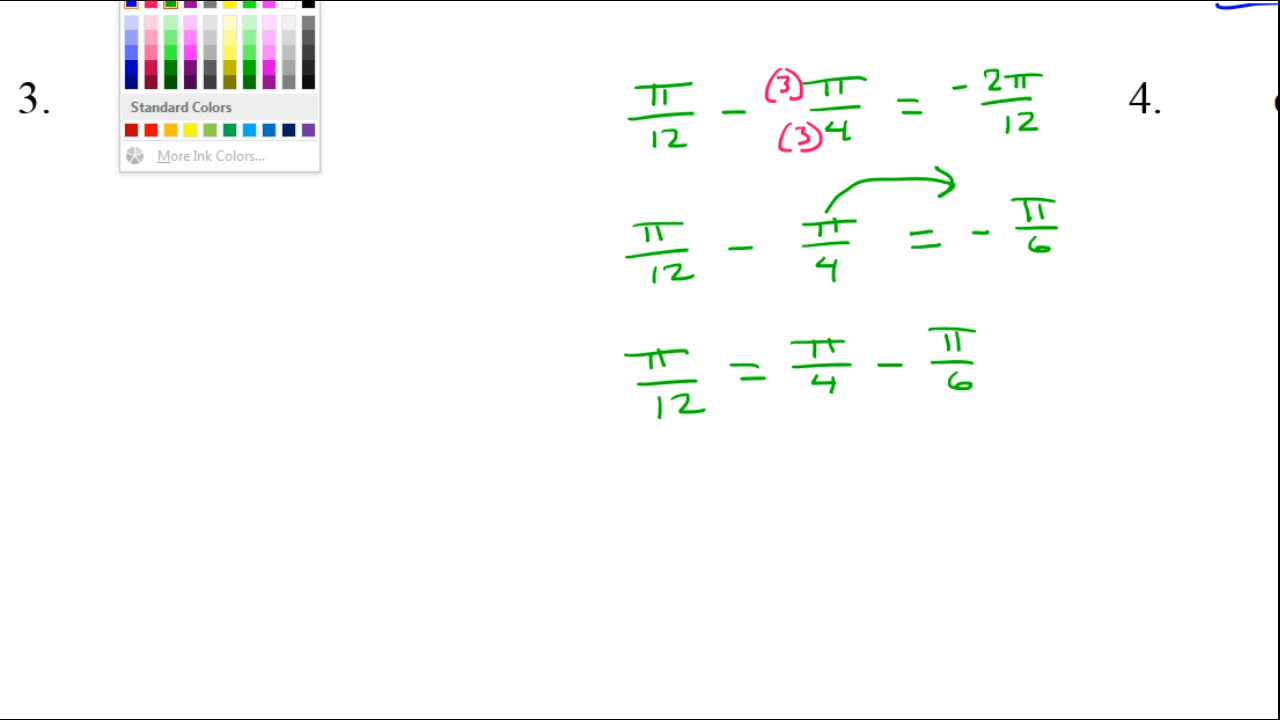 3.
Standard Colors
More Ink Colors...
π/12 - (3)π/(3)4 = -2π/12
π/12 - π/4 = - π/6
π/12 = π/4 - π/6
4.